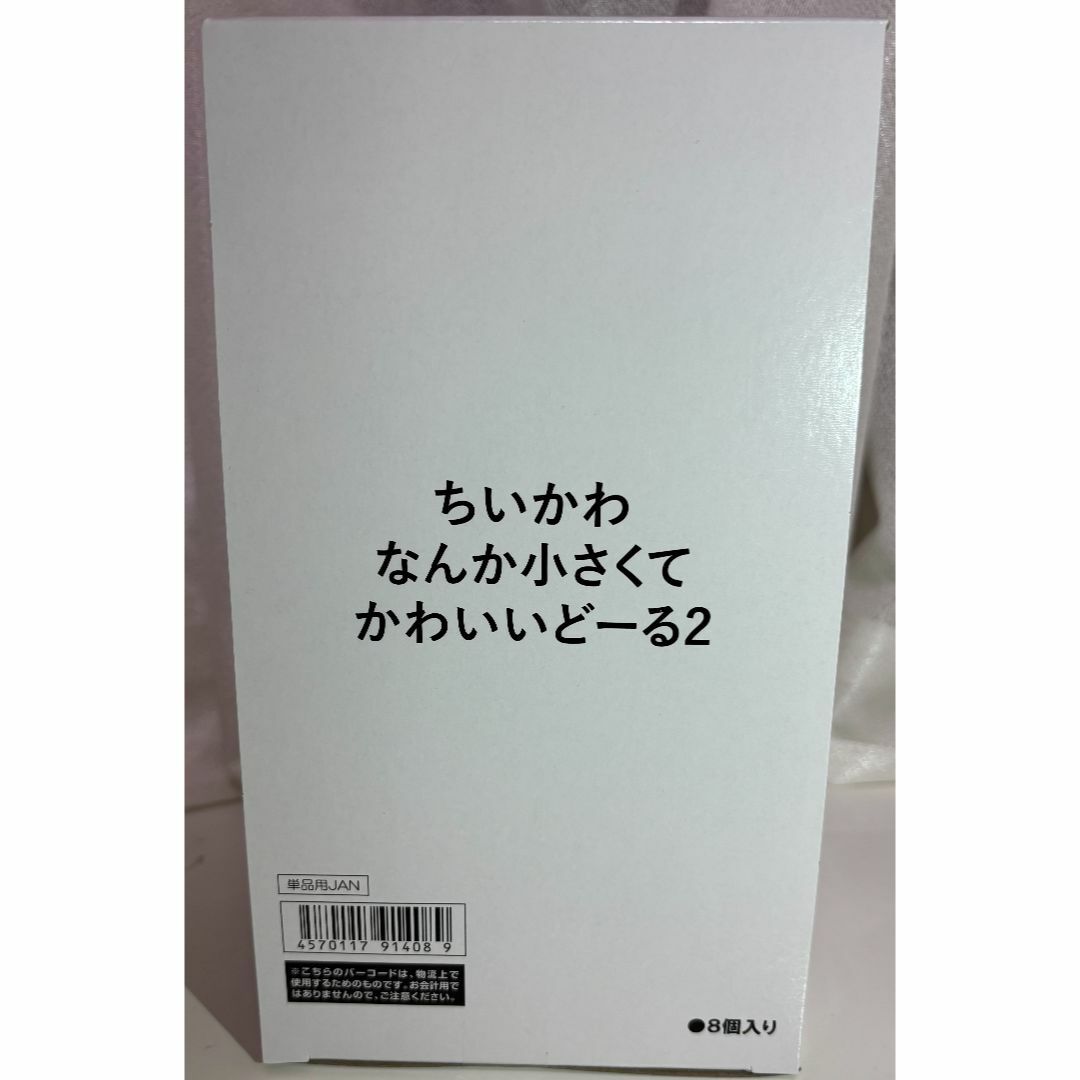 ちいかわ
なんか小さくて
かわいいどーる2
単品用JAN
4570117 91408 9
※こちらのバーコードは、物流上で
使用するためのものです。お会計用で
はありませんので、ご注意ください。
●8個入り